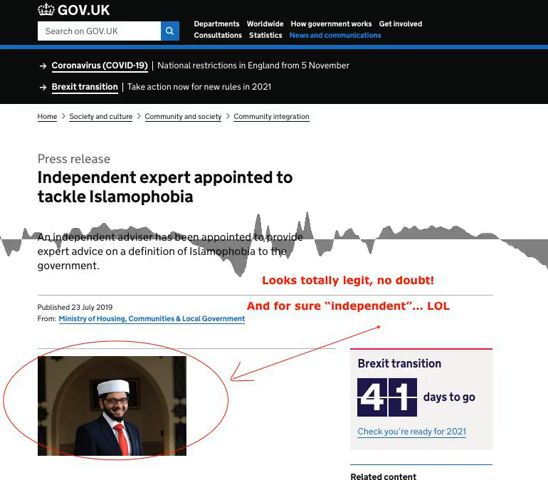 GOV.UK
Search on GOV.UK
Departments Worldwide How government works Get involved
Consultations Statistics News and communications
→ Coronavirus (COVID-19) | National restrictions in England from 5 November
→ Brexit transition | Take action now for new rules in 2021
Home > Society and culture > Community and society > Community integration
Press release
Independent expert appointed to
tackle Islamophobia
An independent adviser has been appointed to provide
expert advice on a definition of Islamophobia to the
government.
Looks totally legit, no doubt!
And for sure “independent”... LOL
Published 23 July 2019
From: Ministry of Housing, Communities & Local Government
Brexit transition
41 days to go
Check you're ready for 2021
Related content